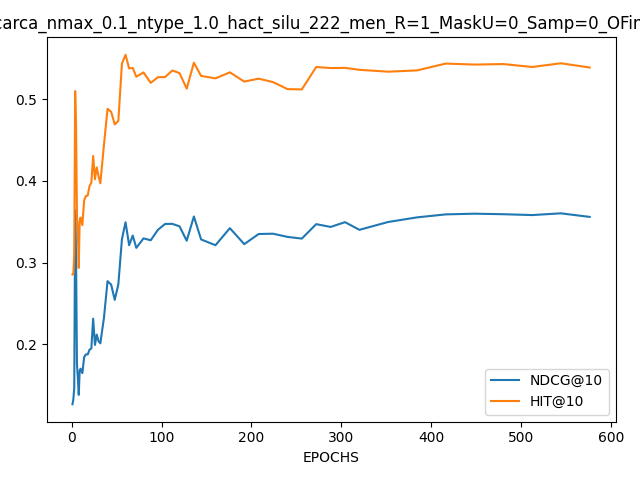 carca_nmax_0.1_ntype_1.0_hact_silu_222_men_R=1_MaskU=0_Samp=0_OFin
0.5
0.4
0.3
0.2
NDCG@10
HIT@10
0 100 200 300 400 500 600
EPOCHS